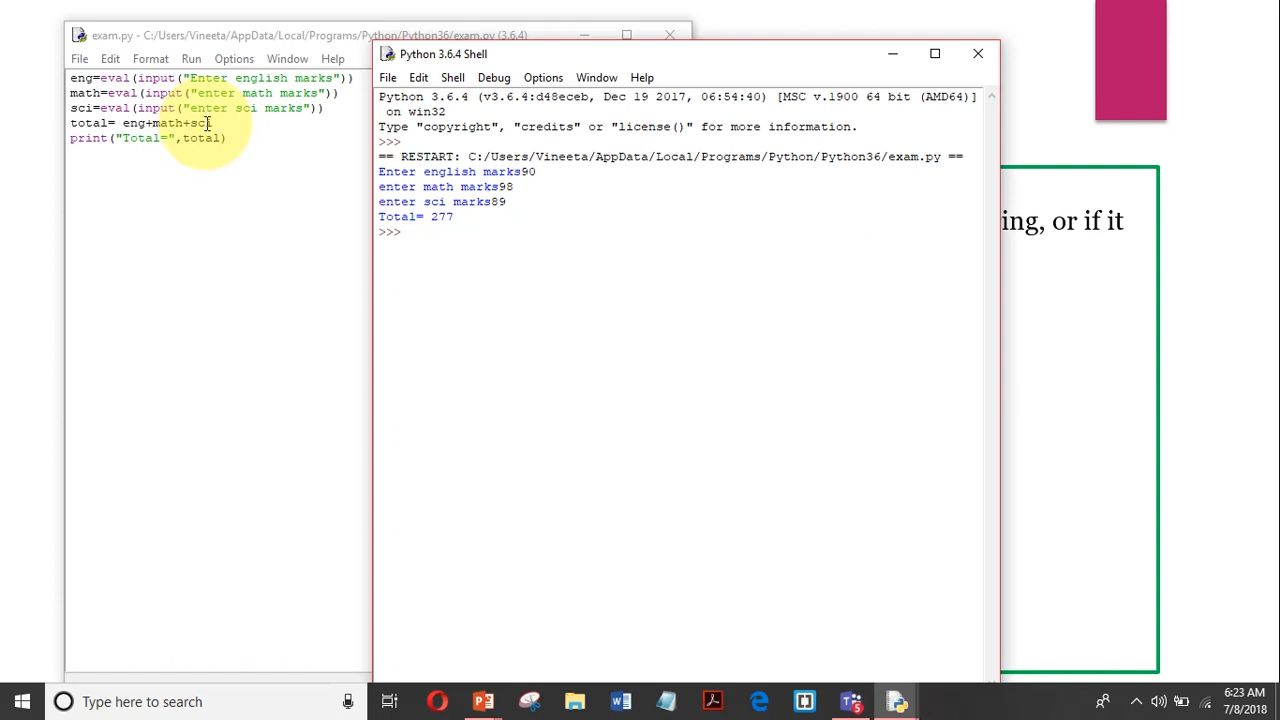 exam.py - C:/Users/Vineeta/AppData/Local/Programs/Python/Python36/exam.py (3.6.4)
File Edit Format Run Options Window Help
eng=eval(input("Enter english marks"))
math=eval(input("enter math marks"))
sci=eval(input("enter sci marks"))
total= eng+math+sci
print("Total=",total)
Python 3.6.4 Shell
File Edit Shell Debug Options Window Help
Python 3.6.4 (v3.6.4:d48eceb, Dec 19 2017, 06:54:40) [MSC v.1900 64 bit (AMD64)]
on win32
Type "copyright", "credits" or "license()" for more information.
>>>
== RESTART: C:/Users/Vineeta/AppData/Local/Programs/Python/Python36/exam.py ==
Enter english marks90
enter math marks98
enter sci marks89
Total= 277
>>>
ing, or if it
Type here to search
6:23 AM
7/8/2018